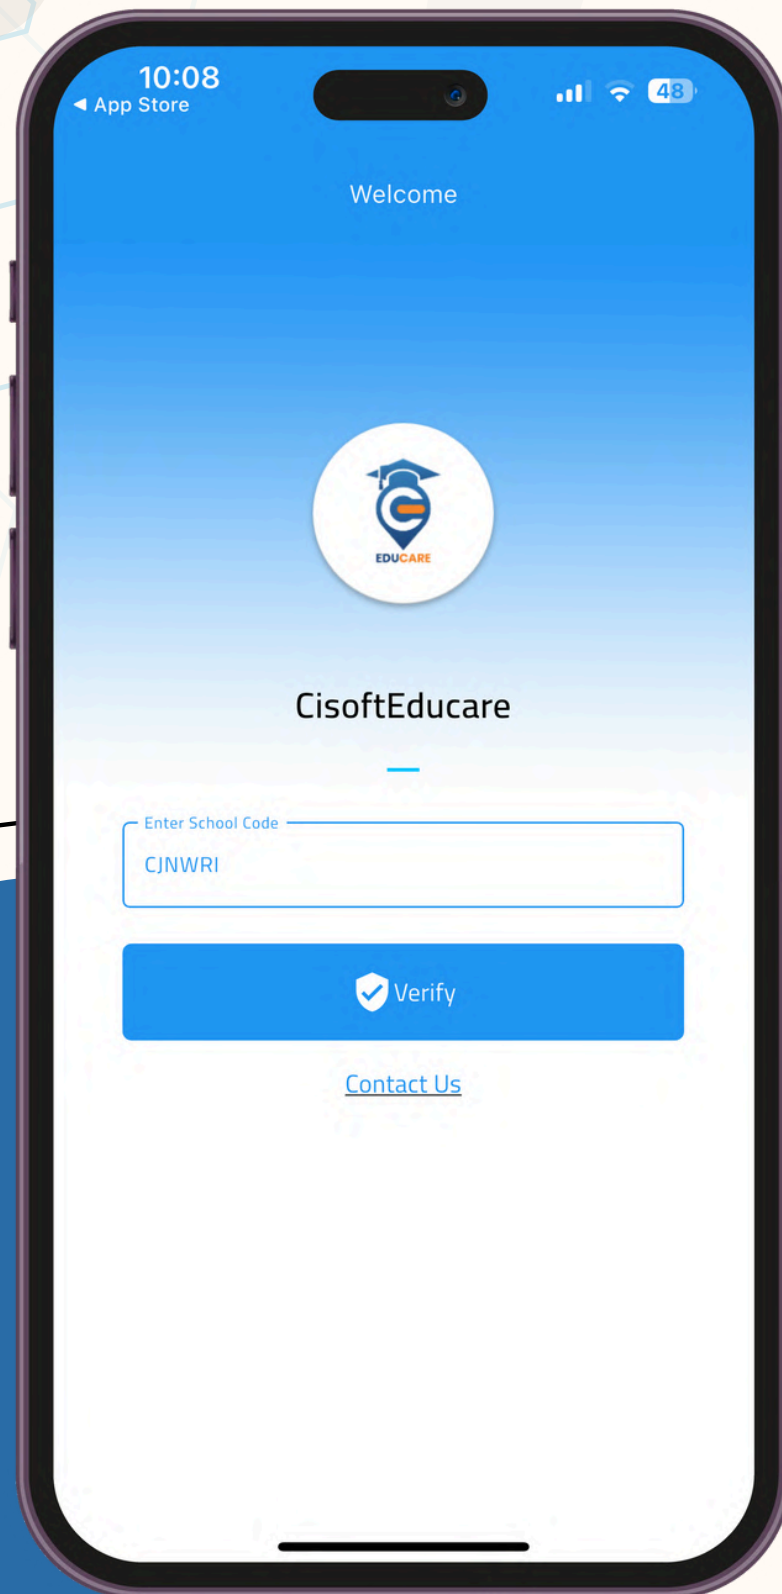 10:08
App Store
48
Welcome
EDUCARE
CisoftEducare
Enter School Code
CJNWRI
Verify
Contact Us